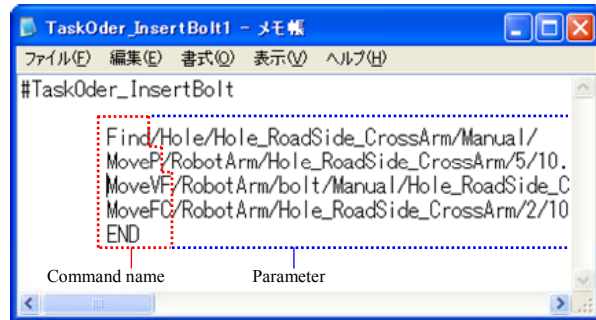 TaskOder_InsertBolt1 - メモ帳
ファイル(F) 編集(E) 書式(O) 表示(V) ヘルプ(H)
#TaskOder_InsertBolt
Find/Hole/Hole_RoadSide_CrossArm/Manual/
MoveP/RobotArm/Hole_RoadSide_CrossArm/5/10.
MoveVF/RobotArm/bolt/Manual/Hole_RoadSide_C
MoveFC/RobotArm/Hole_RoadSide_CrossArm/2/10
END
Command name Parameter